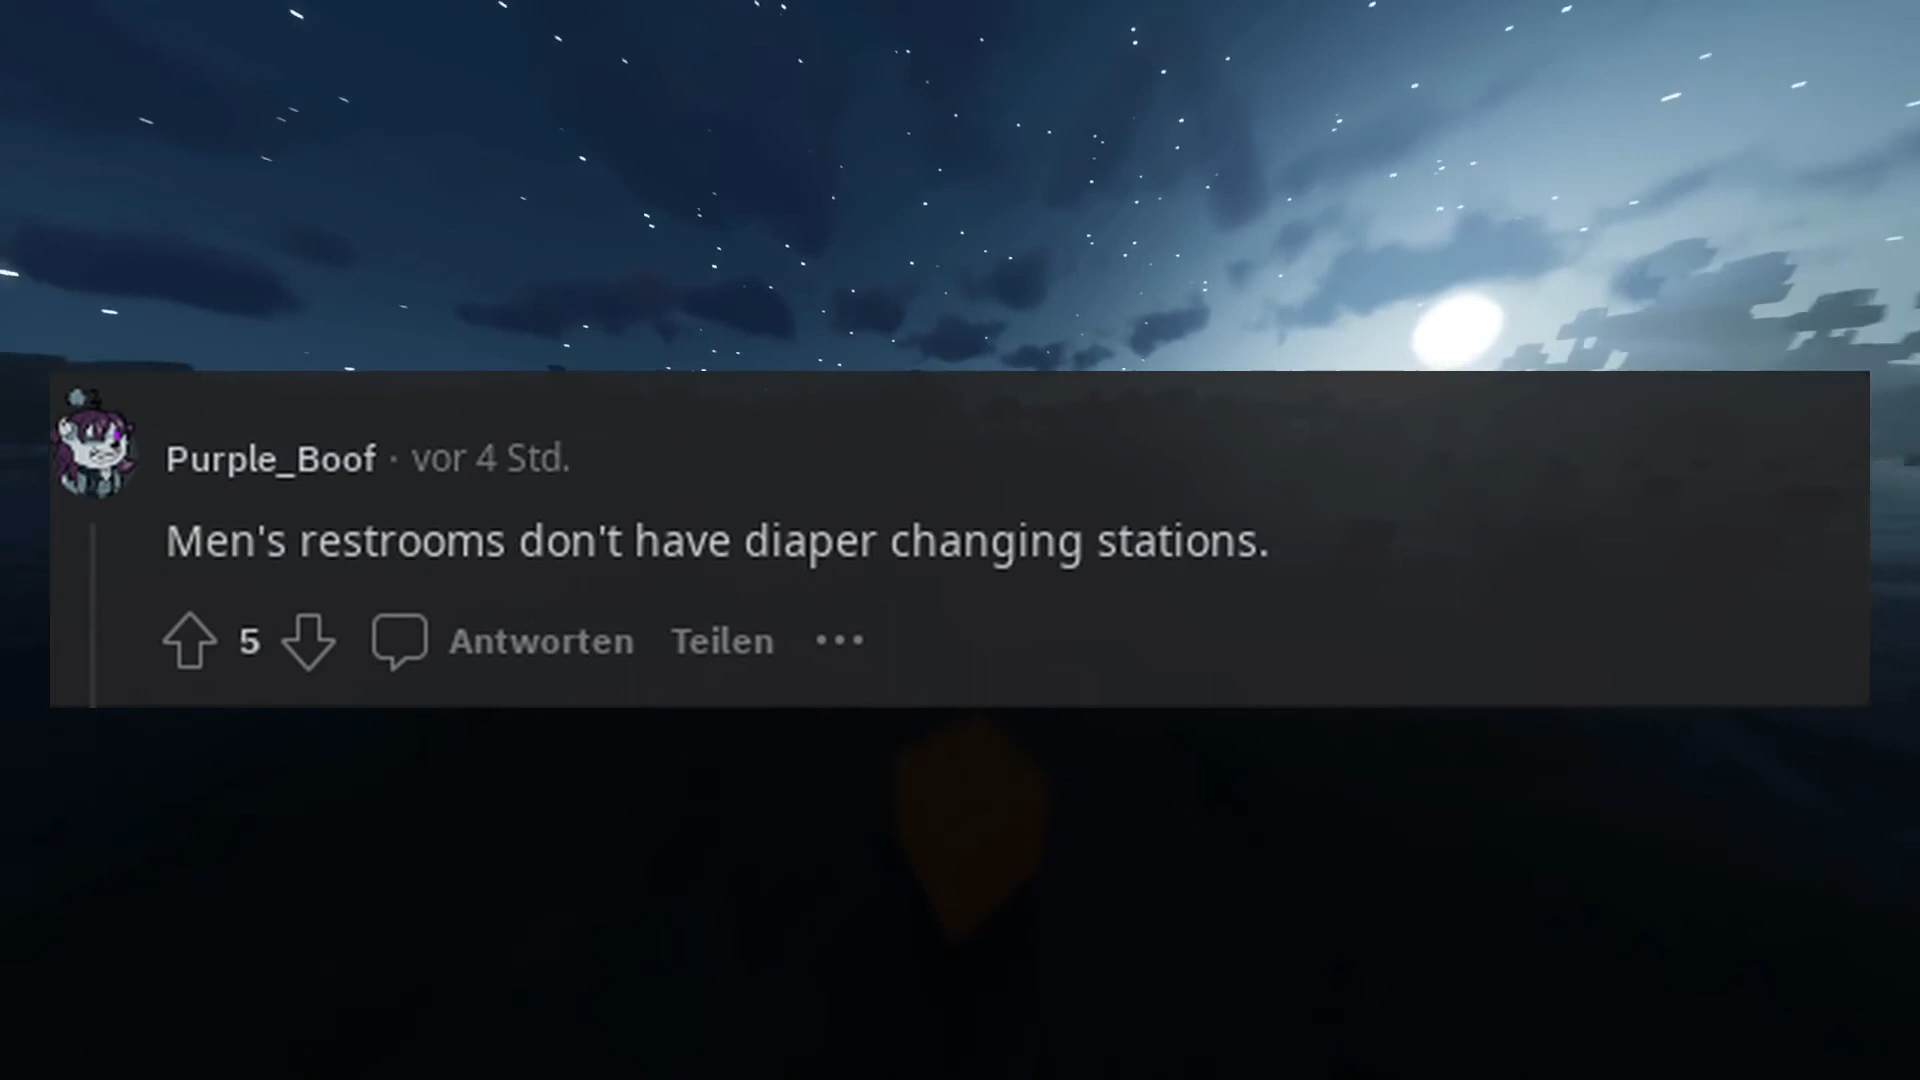 Purple_Boof · vor 4 Std.
Men's restrooms don't have diaper changing stations.
5 Antworten Teilen •••